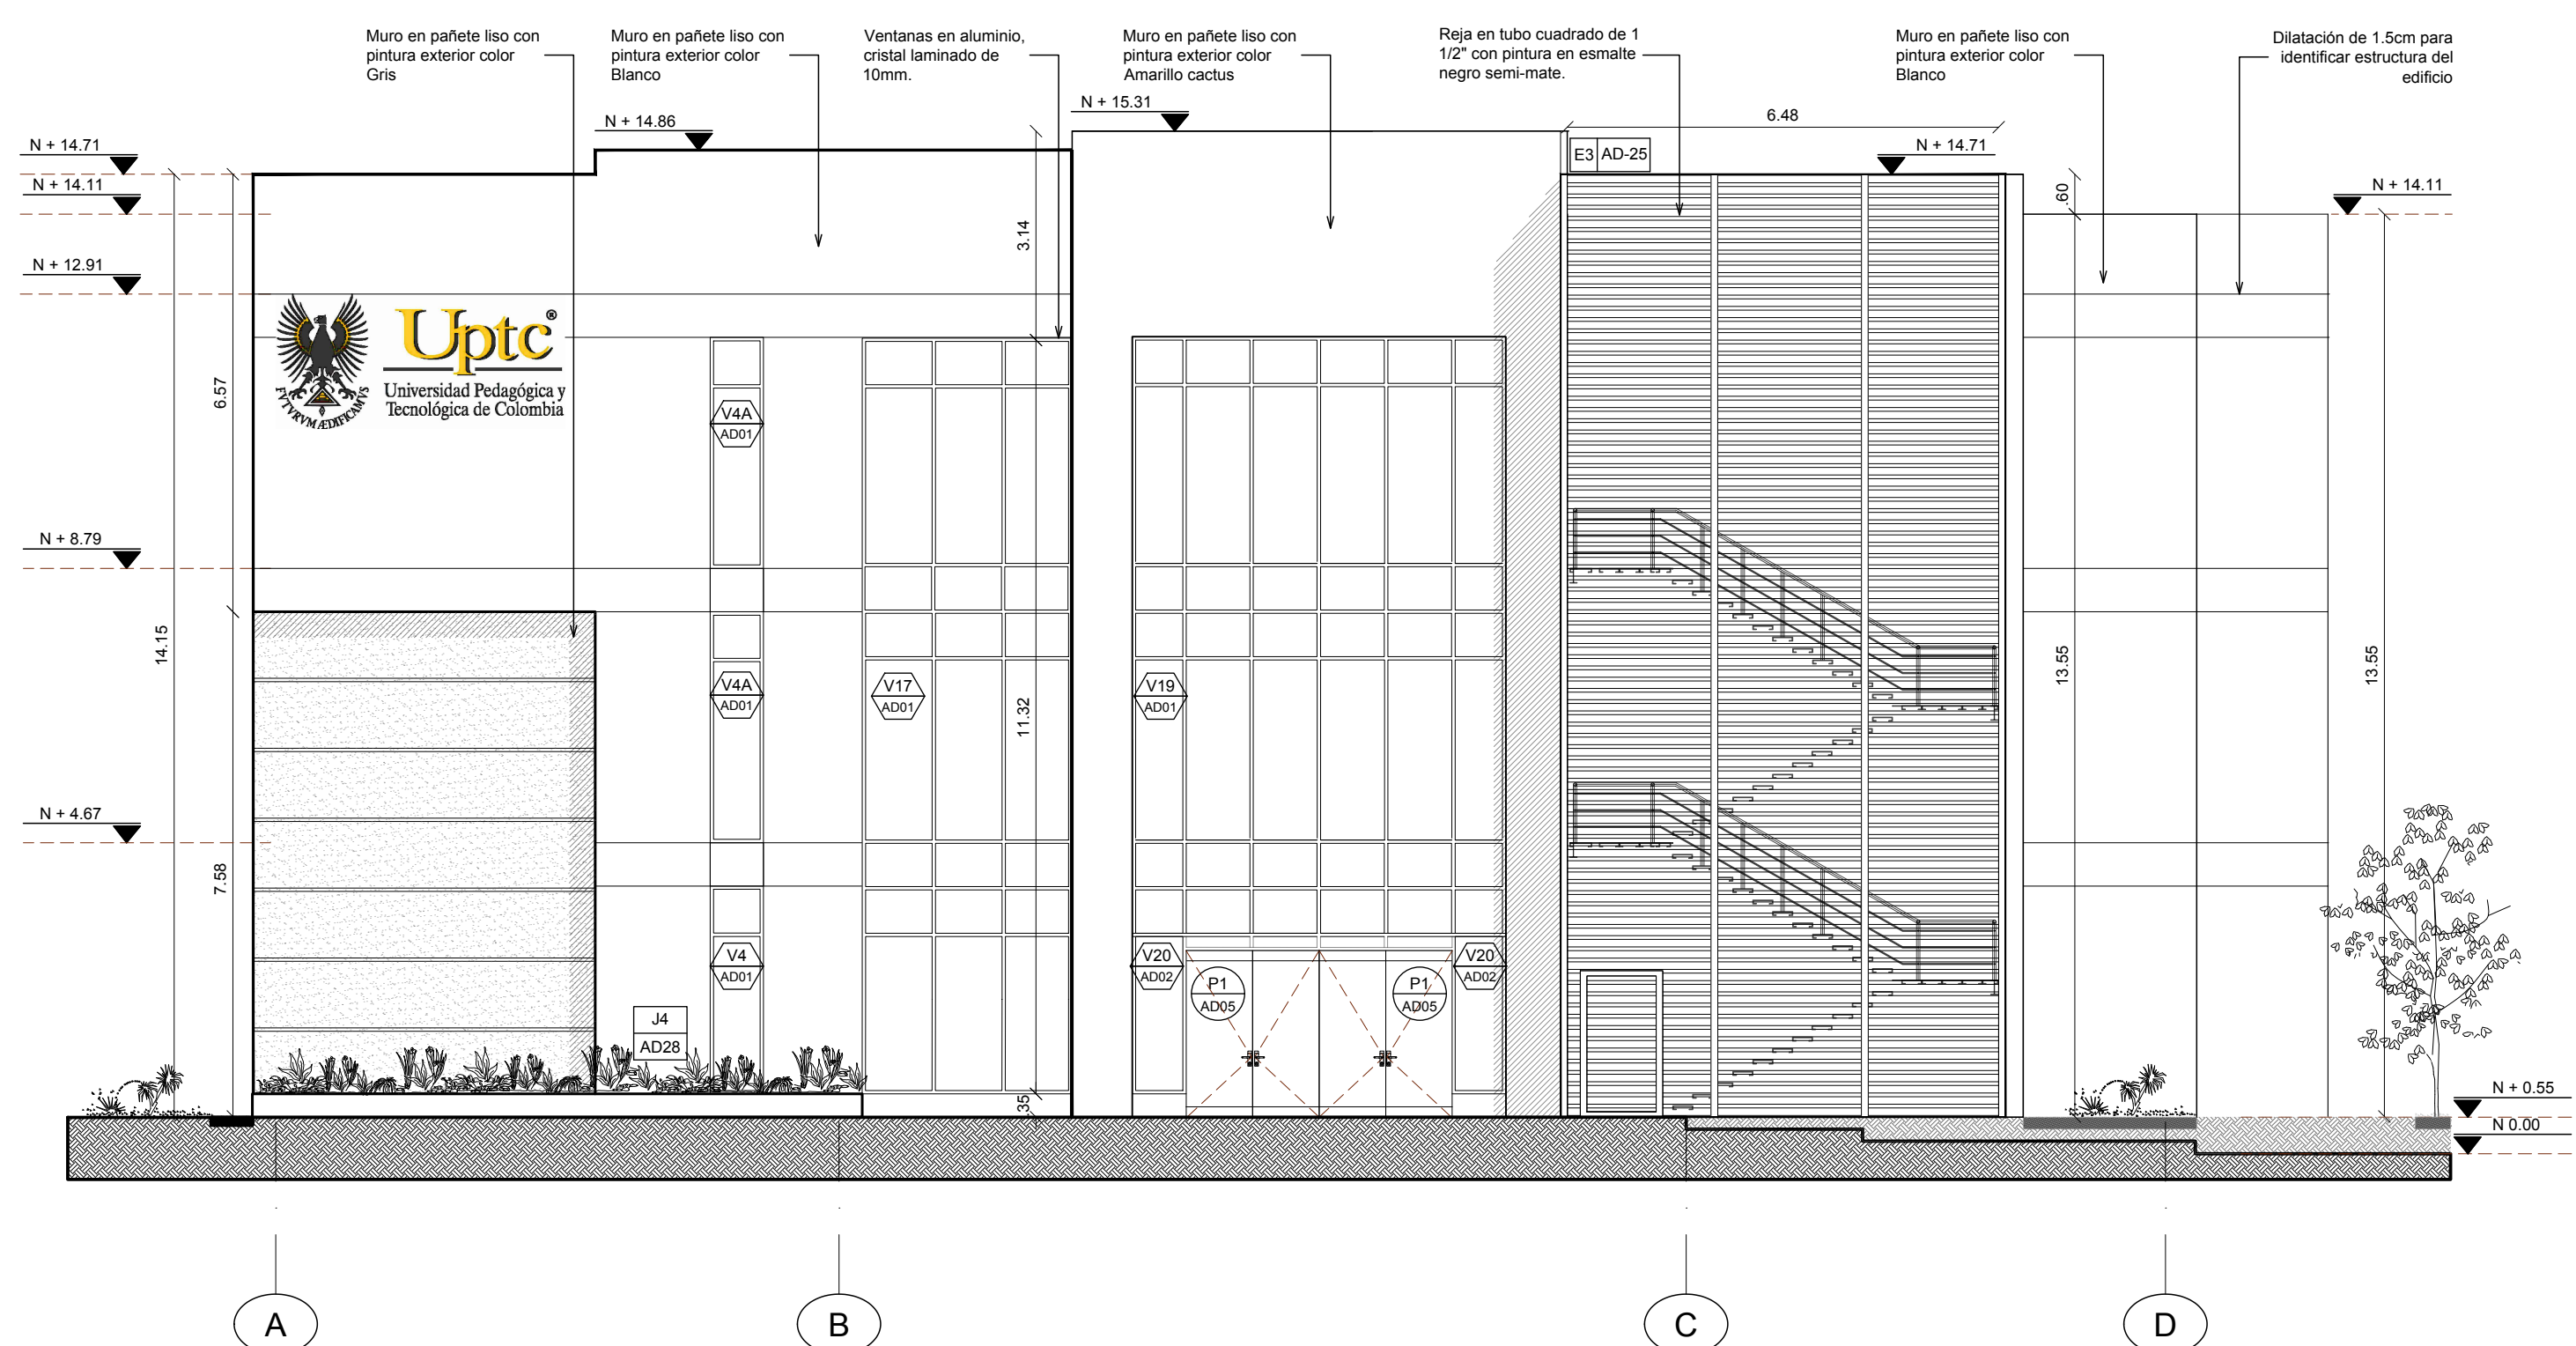 Muro en pañete liso con
pintura exterior color
Gris
Muro en pañete liso con
pintura exterior color
Blanco
Ventanas en aluminio,
cristal laminado de
10mm.
Muro en pañete liso con
pintura exterior color
Amarillo cactus
Reja en tubo cuadrado de 1
1/2" con pintura en esmalte
negro semi-mate.
Muro en pañete liso con
pintura exterior color
Blanco
Dilatación de 1.5cm para
identificar estructura del
edificio
N + 15.31
N + 14.86
6.48
N + 14.71
N + 14.71
E3 AD-25
N + 14.11
.60
N + 14.11
3.14
N + 12.91
Uptc®
Universidad Pedagógica y
Tecnológica de Colombia
FVTVRVM ÆDIFICAMVS
6.57
V4A
AD01
N + 8.79
14.15
13.55
13.55
V4A
AD01
V17
AD01
11.32
V19
AD01
N + 4.67
7.58
V4
AD01
V20
AD02
P1
AD05
P1
AD05
V20
AD02
J4
AD28
.35
N + 0.55
N 0.00
A
B
C
D